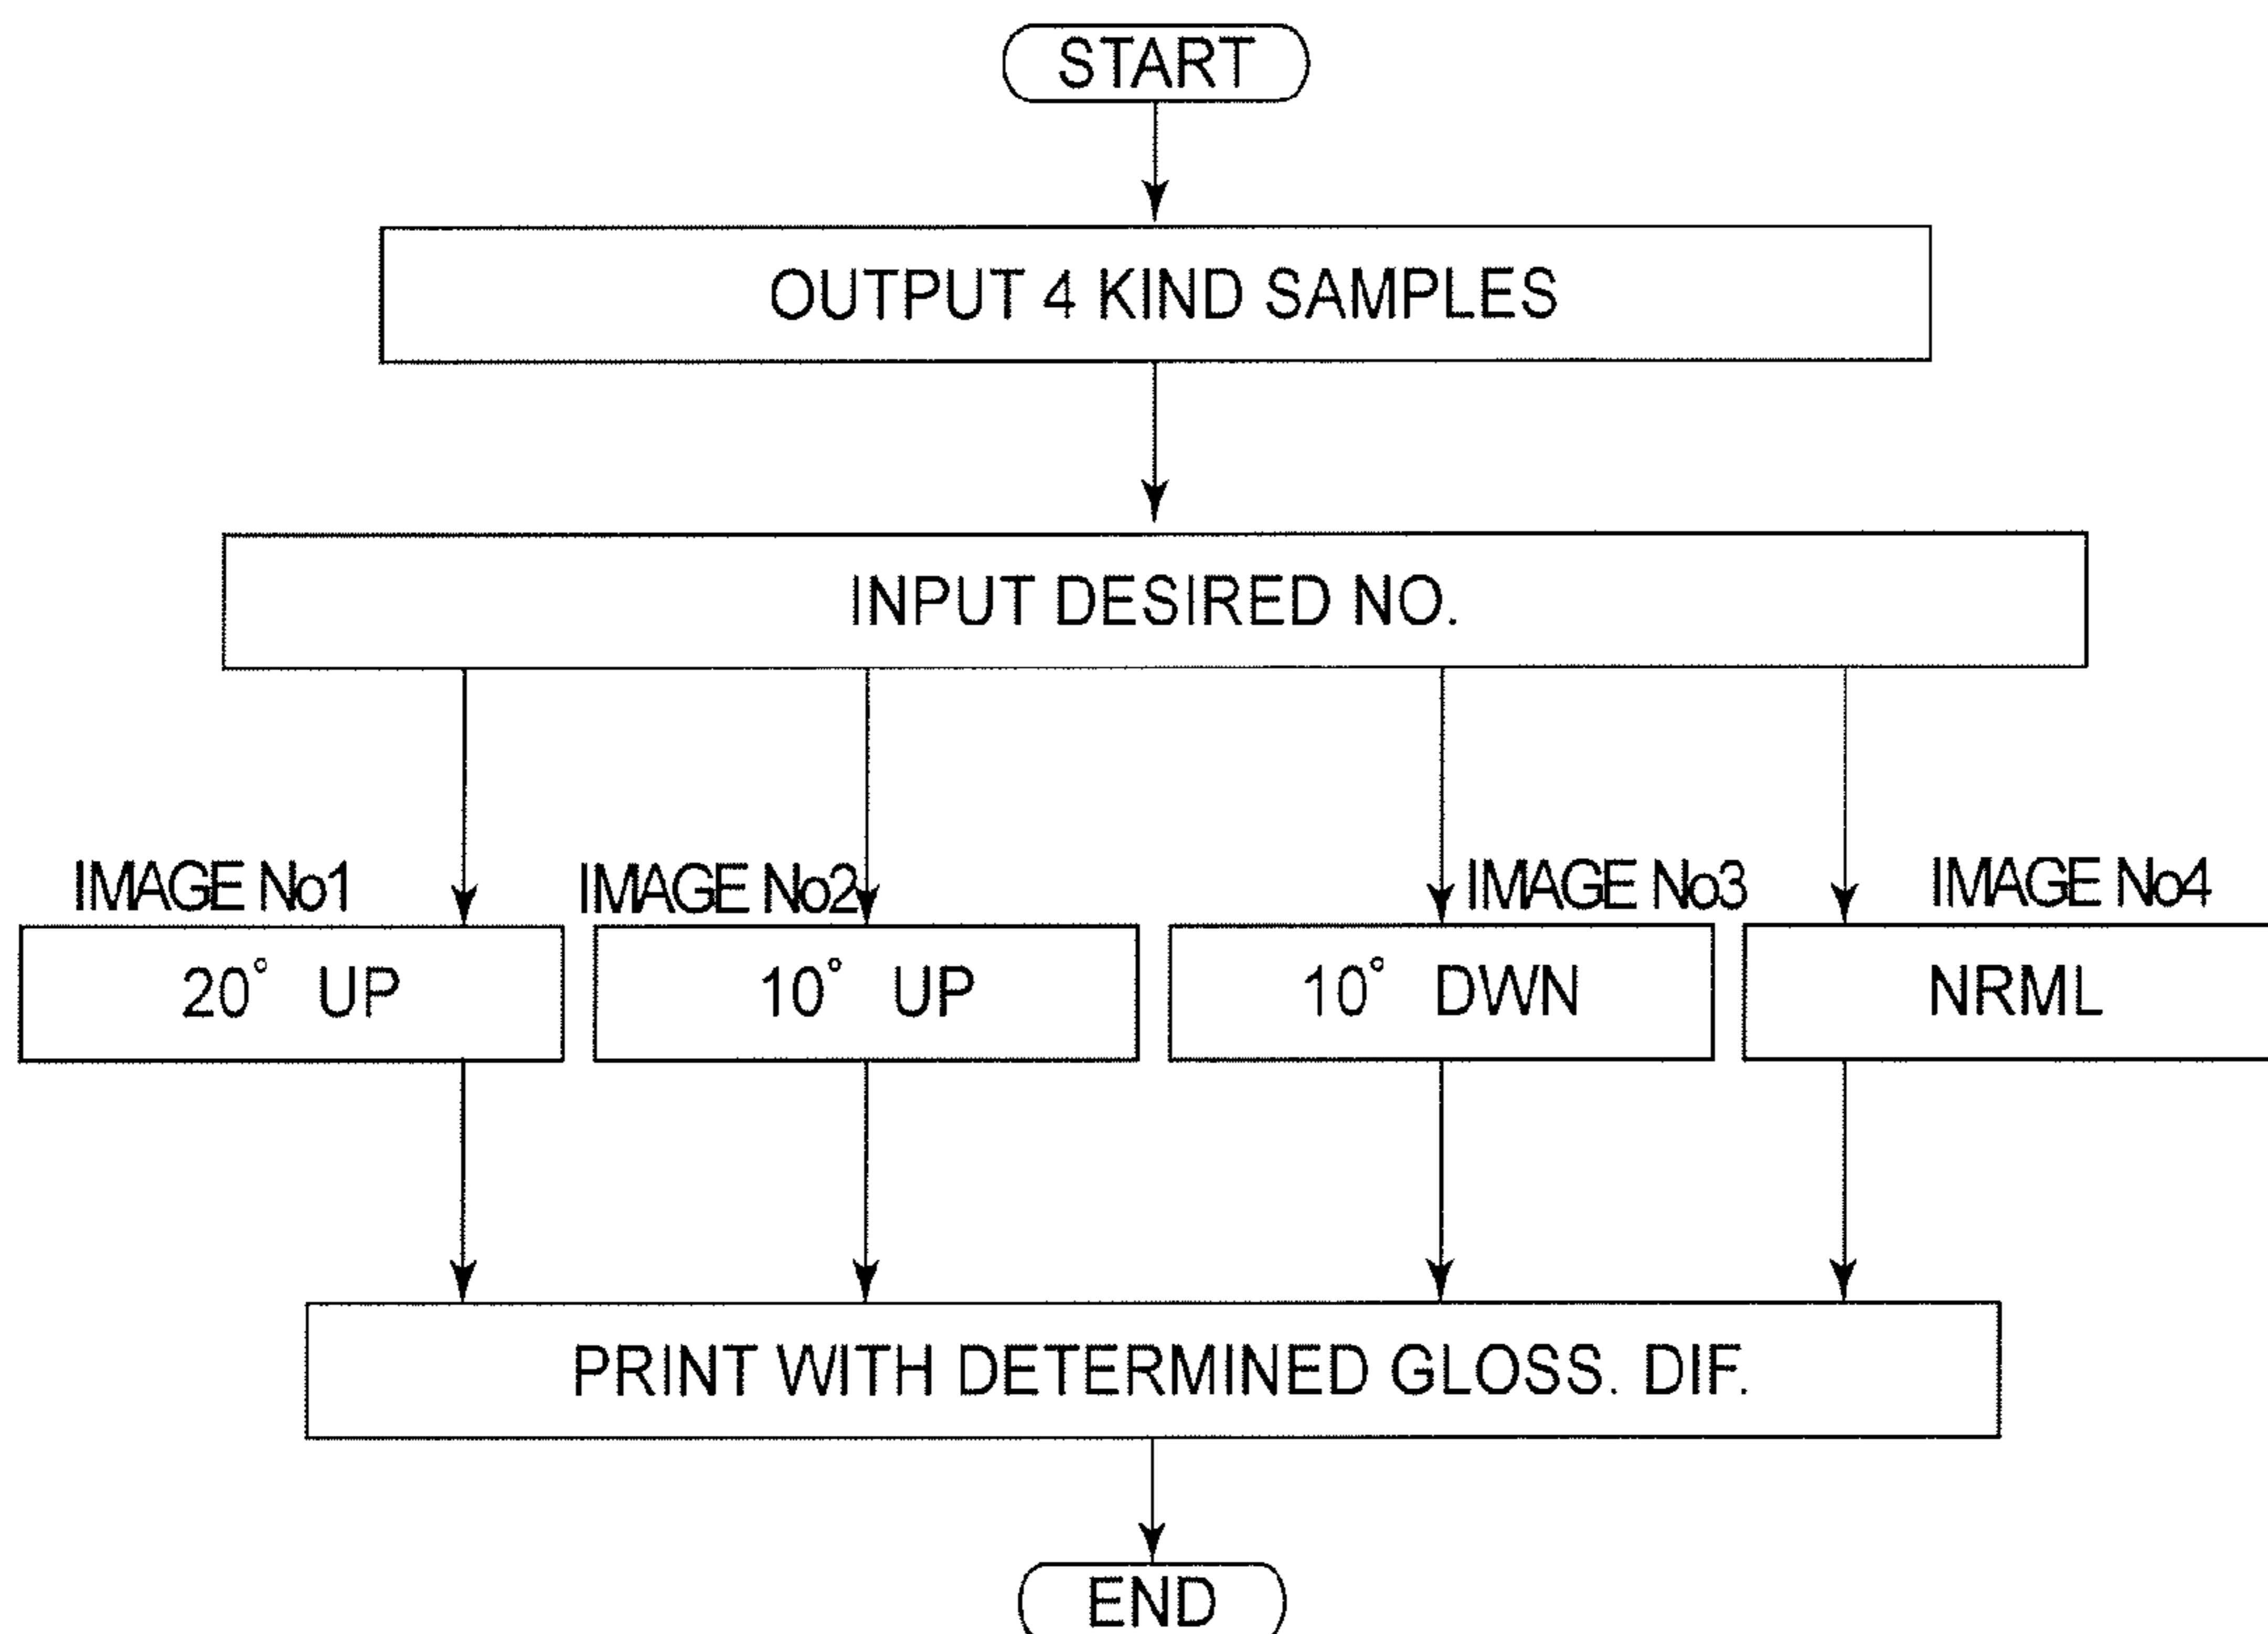 START
OUTPUT 4 KIND SAMPLES
INPUT DESIRED NO.
IMAGE No1
IMAGE No2
IMAGE No3
IMAGE No4
20° UP
10° UP
10° DWN
NRML
PRINT WITH DETERMINED GLOSS. DIF.
END